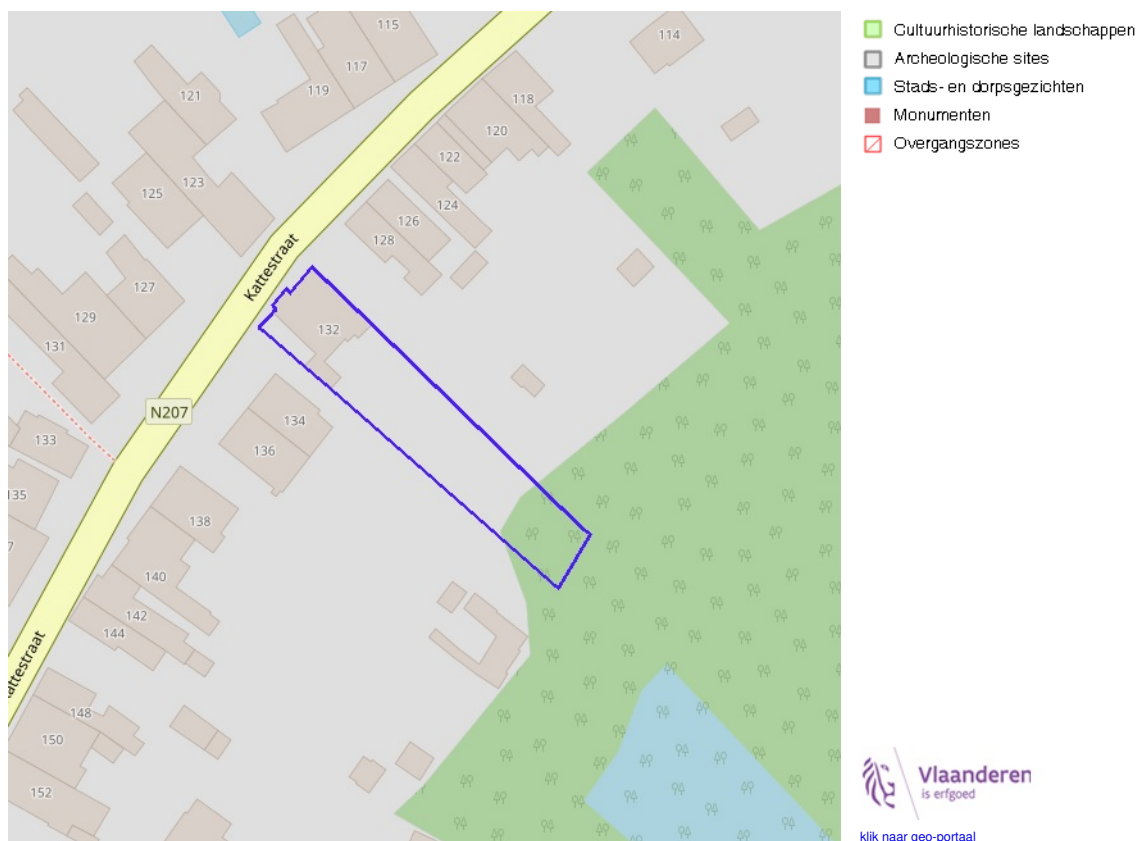 115
114
117
121
119
118
120
122
123
125
124
126
128
Kattestraat
127
129
132
131
N207
134
133
136
135
138
140
142
144
148
150
152
Cultuurhistorische landschappen
Archeologische sites
Stads- en dorpsgezichten
Monumenten
Overgangszones
Vlaanderen
is erfgoed
klik naar geo-portaal